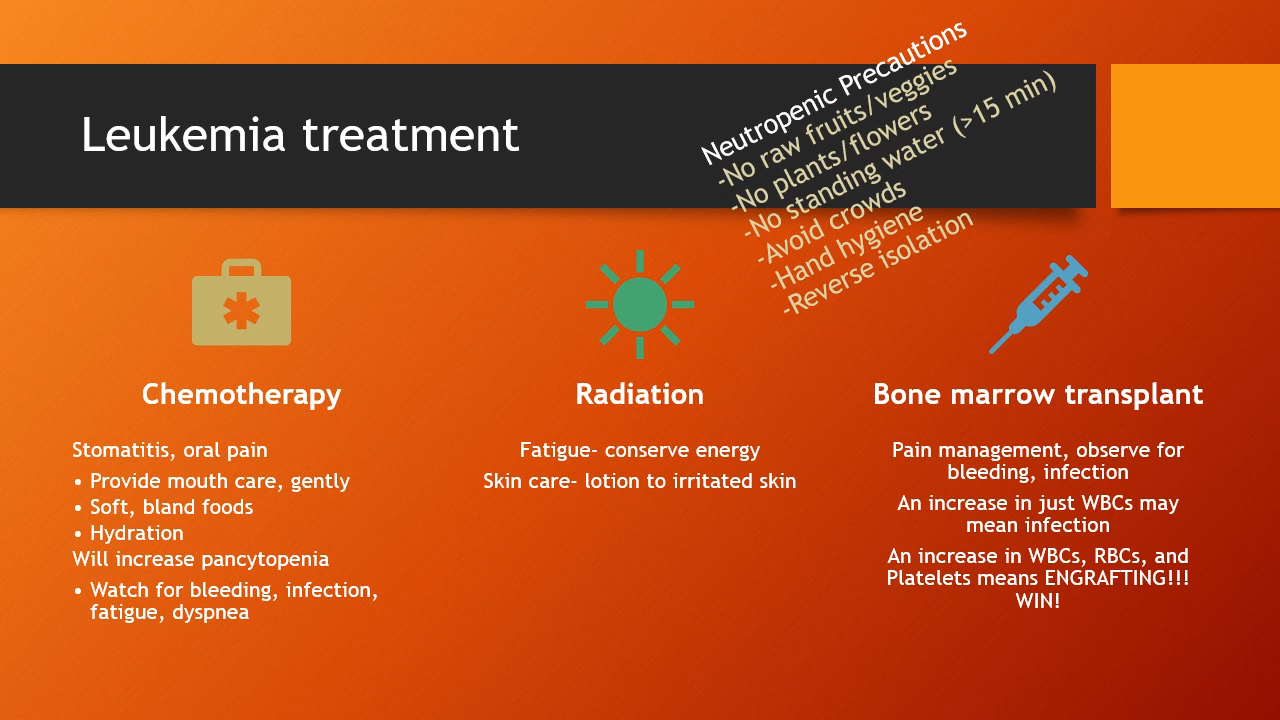 Leukemia treatment
Neutropenic Precautions
-No raw fruits/veggies
-No plants/flowers
-No standing water (>15 min)
-Avoid crowds
-Hand hygiene
-Reverse isolation
Chemotherapy
Stomatitis, oral pain
• Provide mouth care, gently
• Soft, bland foods
• Hydration
Will increase pancytopenia
• Watch for bleeding, infection,
fatigue, dyspnea
Radiation
Fatigue- conserve energy
Skin care- lotion to irritated skin
Bone marrow transplant
Pain management, observe for
bleeding, infection
An increase in just WBCs may
mean infection
An increase in WBCs, RBCs, and
Platelets means ENGRAFTING!!!
WIN!